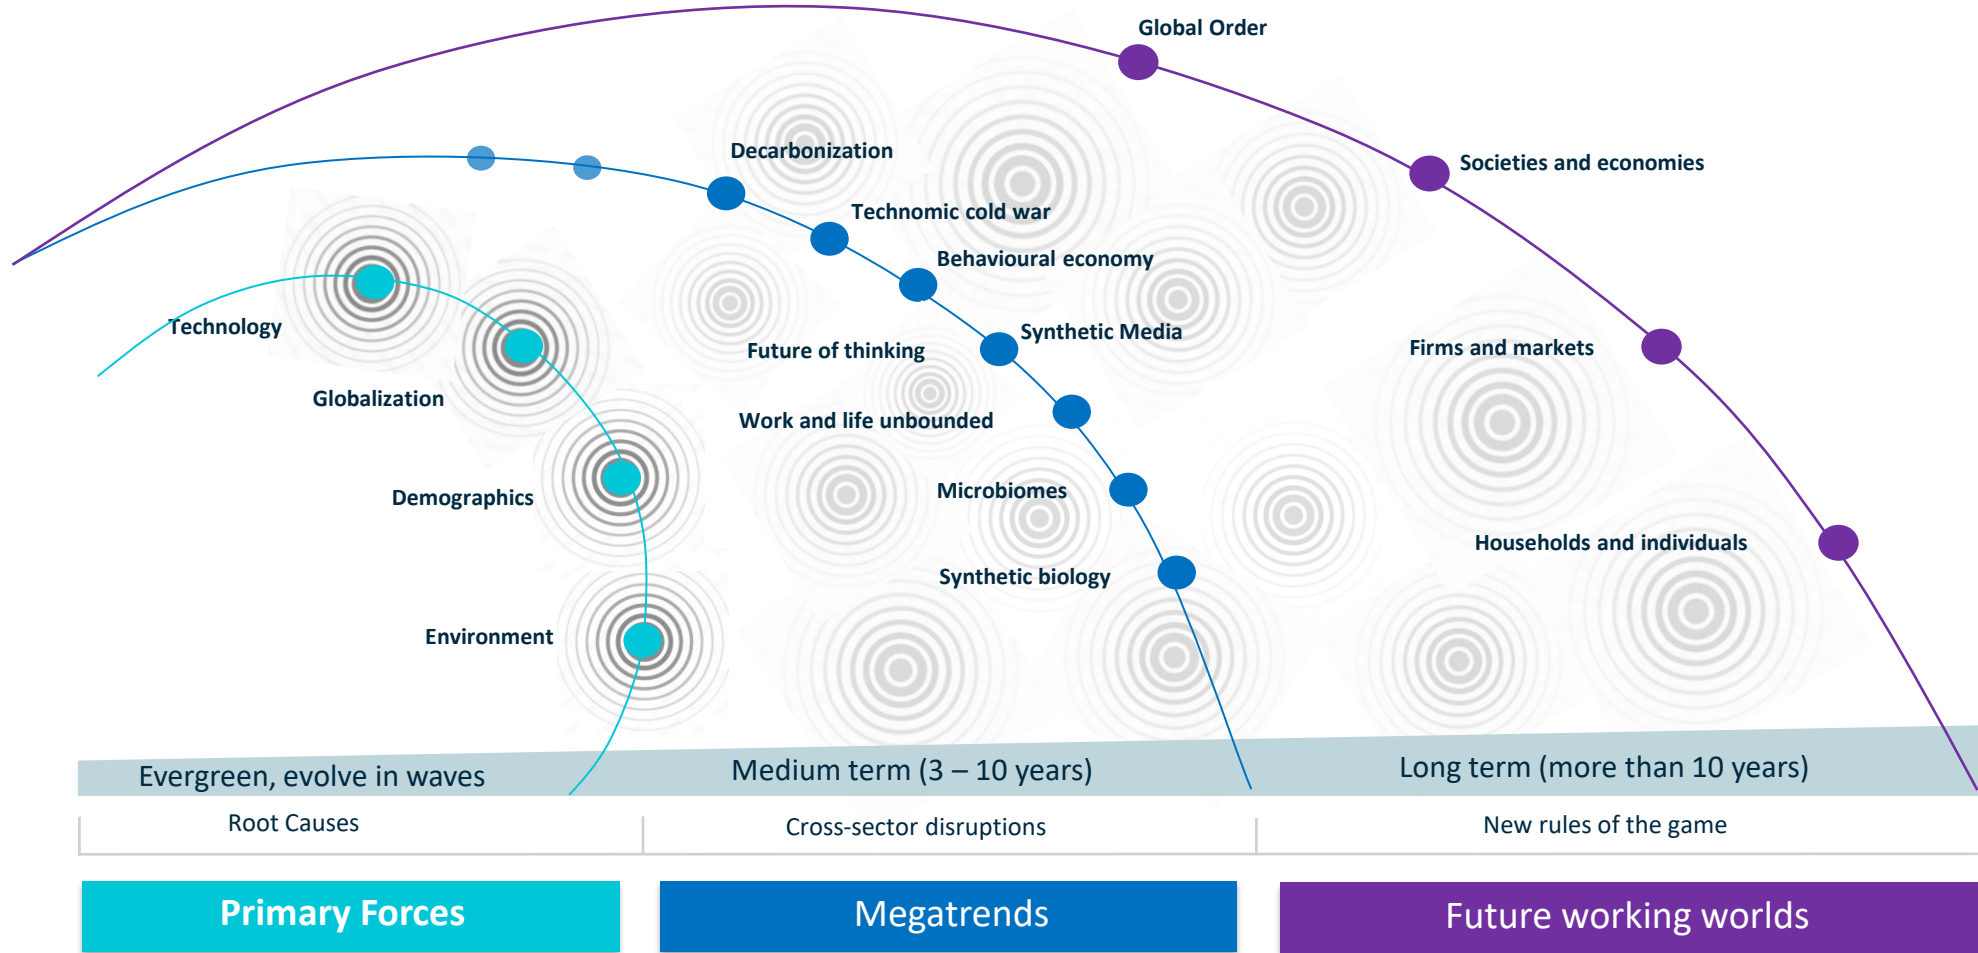 Global Order
Decarbonization
Societies and economies
Technomic cold war
Behavioural economy
Technology
Synthetic Media
Future of thinking
Firms and markets
Globalization
Work and life unbounded
Demographics
Microbiomes
Households and individuals
Synthetic biology
Environment
Evergreen, evolve in waves
Medium term (3 – 10 years)
Long term (more than 10 years)
Root Causes
Cross-sector disruptions
New rules of the game
Primary Forces
Megatrends
Future working worlds